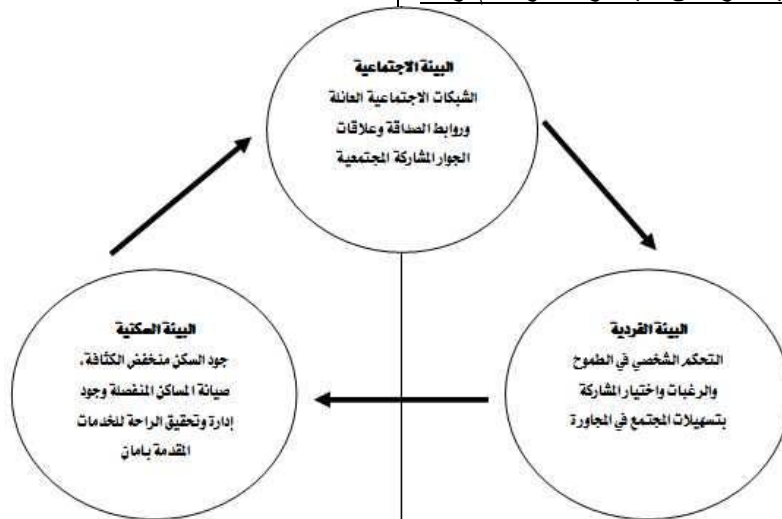 البيئة الاجتماعية
الشبكات الاجتماعية العائلة
وروابط الصداقة وعلاقات
الجوار المشاركة المجتمعية
البيئة الفردية
التحكم الشخصي في الطموح
والرغبات واختيار المشاركة
بتسهيلات المجتمع في المجاورة
البيئة السكنية
جود السكن منخفض الكثافة،
صيانة المساكن المنفصلة وجود
إدارة وتحقيق الراحة للخدمات
المقدمة بامان